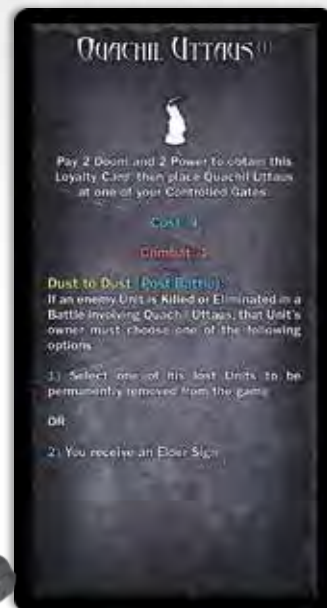 QUACHIL UTTAUS (1)
Pay 2 Doom and 2 Power to obtain this
Loyalty Card, then place Quachil Uttaus
at one of your Controlled Gates.
Cost: 4
Combat: 1
Dust to Dust (Post-Battle):
If an enemy Unit is Killed or Eliminated in a
Battle involving Quachil Uttaus, that Unit's
owner must choose one of the following
options
1) Select one of his lost Units to be
permanently removed from the game
OR
2) You receive an Elder Sign